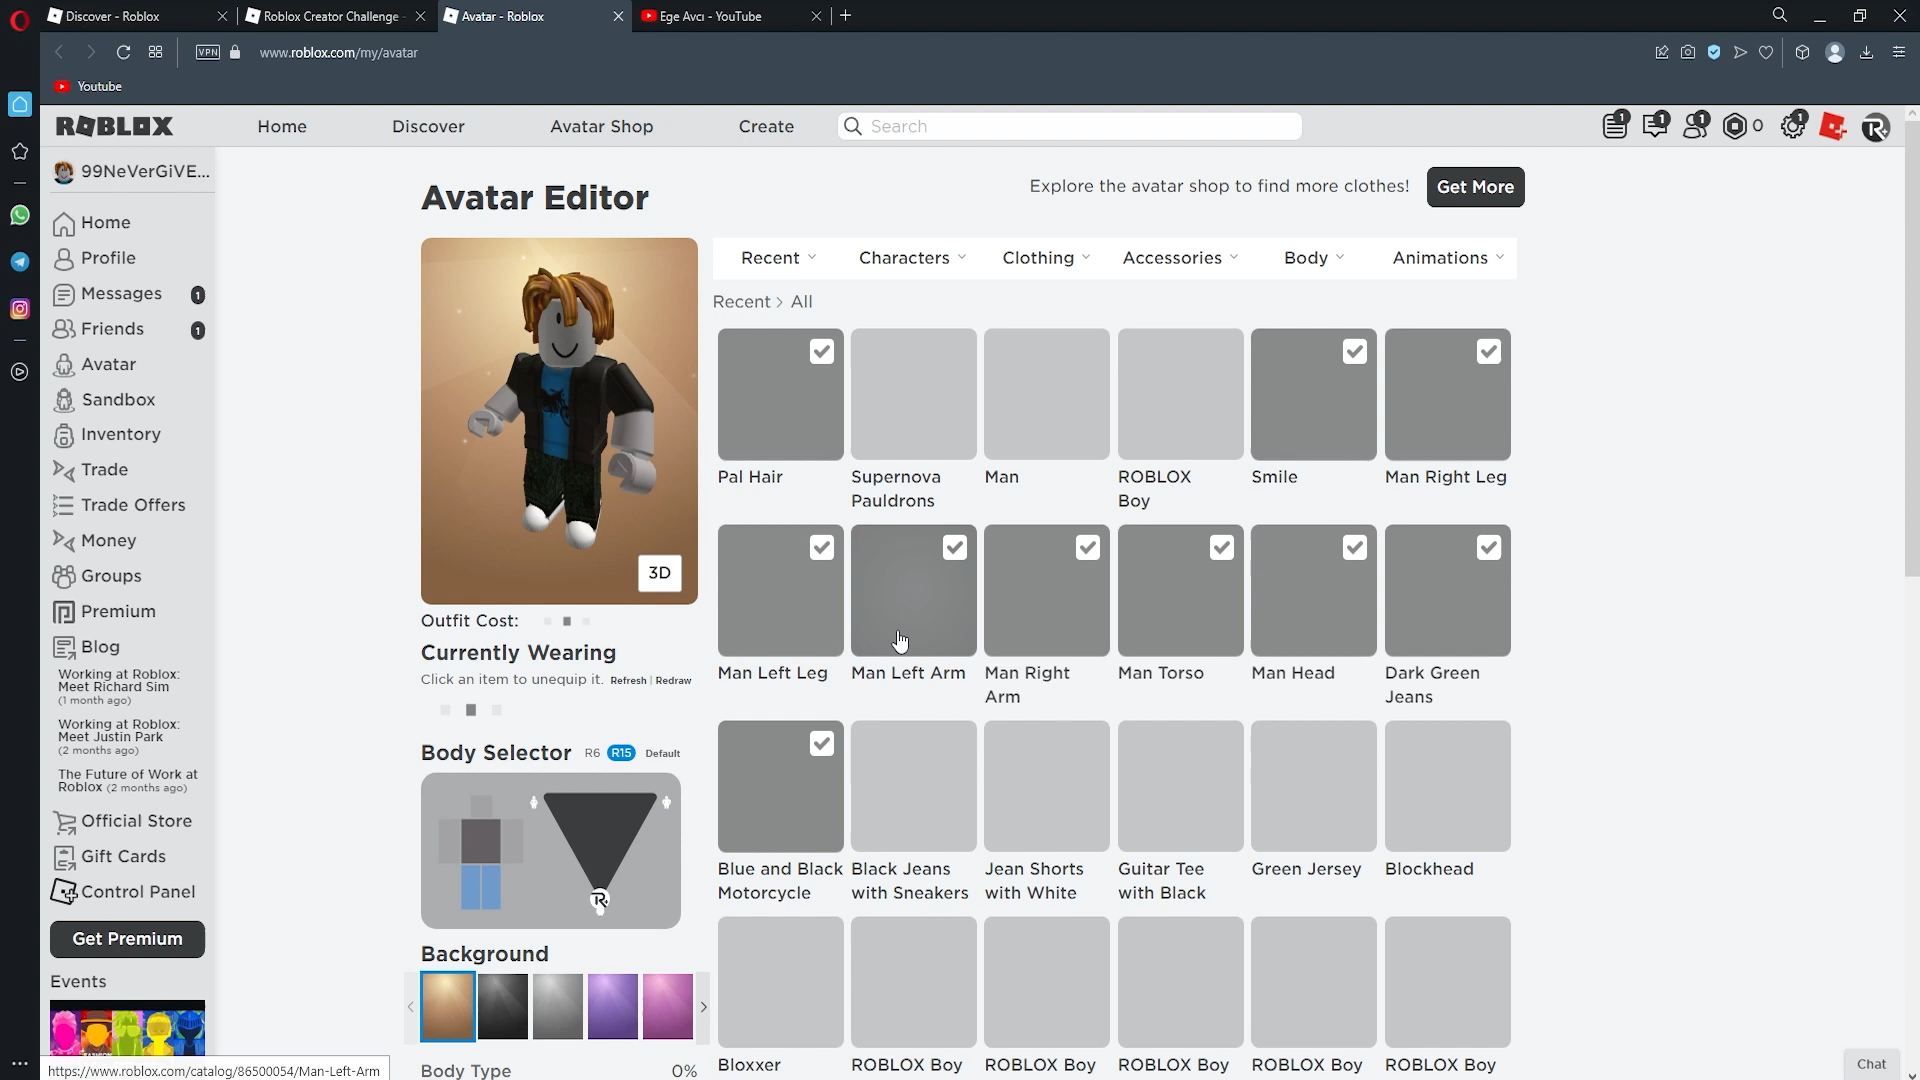 Discover - Roblox
Roblox Creator Challenge
Avatar - Roblox
Ege Avcı - YouTube
VPN
www.roblox.com/my/avatar
Youtube
ROBLOX
Home
Discover
Avatar Shop
Create
Search
1
1
1
0
1
99NeVerGiVE...
Home
Profile
Messages 1
Friends 1
Avatar
Sandbox
Inventory
Trade
Trade Offers
Money
Groups
Premium
Blog
Working at Roblox:
Meet Richard Sim
(1 month ago)
Working at Roblox:
Meet Justin Park
(2 months ago)
The Future of Work at
Roblox (2 months ago)
Official Store
Gift Cards
Control Panel
Get Premium
Events
https://www.roblox.com/catalog/86500054/Man-Left-Arm
Avatar Editor
Explore the avatar shop to find more clothes!
Get More
3D
Outfit Cost:
Currently Wearing
Click an item to unequip it. Refresh | Redraw
Body Selector R6 R15 Default
Background
Body Type 0%
Recent
Characters
Clothing
Accessories
Body
Animations
Recent > All
Pal Hair
Supernova
Pauldrons
Man
ROBLOX
Boy
Smile
Man Right Leg
Man Left Leg
Man Left Arm
Man Right
Arm
Man Torso
Man Head
Dark Green
Jeans
Blue and Black
Motorcycle
Black Jeans
with Sneakers
Jean Shorts
with White
Guitar Tee
with Black
Green Jersey
Blockhead
Bloxxer
ROBLOX Boy
ROBLOX Boy
ROBLOX Boy
ROBLOX Boy
ROBLOX Boy
Chat